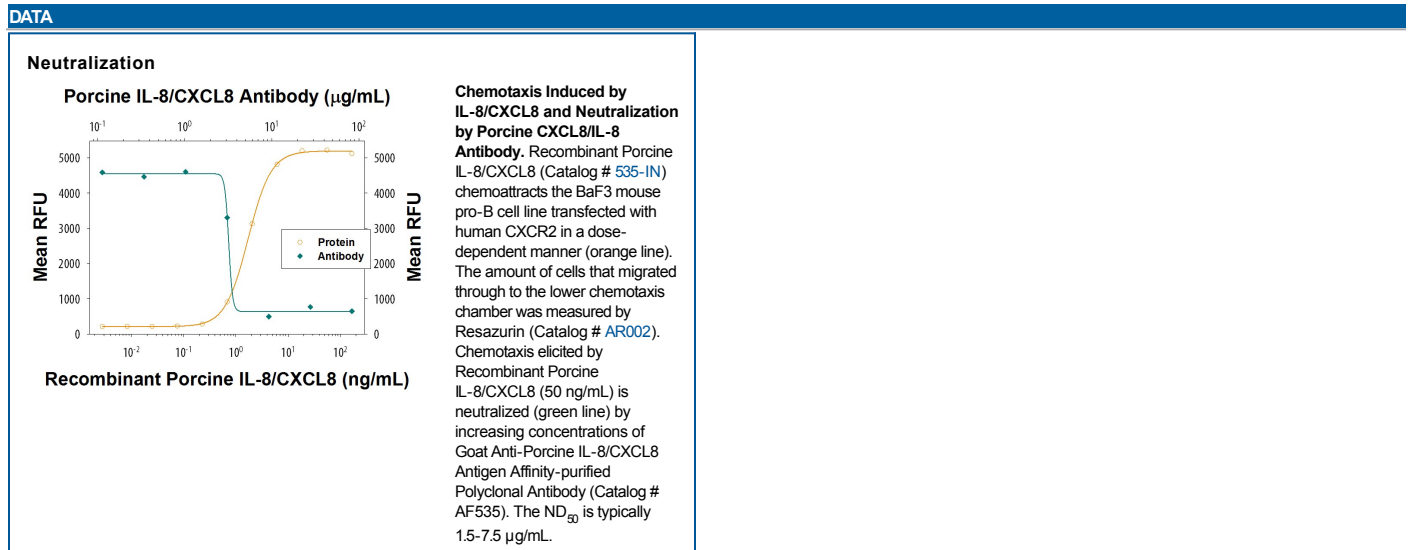 DATA
Neutralization
Porcine IL-8/CXCL8 Antibody (μg/mL)
10⁻¹ 10⁰ 10¹ 10²
5000 5000
4000 4000
3000 3000
2000 2000
1000 1000
0 0
Mean RFU
Mean RFU
Protein
Antibody
10⁻² 10⁻¹ 10⁰ 10¹ 10²
Recombinant Porcine IL-8/CXCL8 (ng/mL)
Chemotaxis Induced by
IL-8/CXCL8 and Neutralization
by Porcine CXCL8/IL-8
Antibody. Recombinant Porcine
IL-8/CXCL8 (Catalog # 535-IN)
chemoattracts the BaF3 mouse
pro-B cell line transfected with
human CXCR2 in a dose-
dependent manner (orange line).
The amount of cells that migrated
through to the lower chemotaxis
chamber was measured by
Resazurin (Catalog # AR002).
Chemotaxis elicited by
Recombinant Porcine
IL-8/CXCL8 (50 ng/mL) is
neutralized (green line) by
increasing concentrations of
Goat Anti-Porcine IL-8/CXCL8
Antigen Affinity-purified
Polyclonal Antibody (Catalog #
AF535). The ND₅₀ is typically
1.5-7.5 µg/mL.